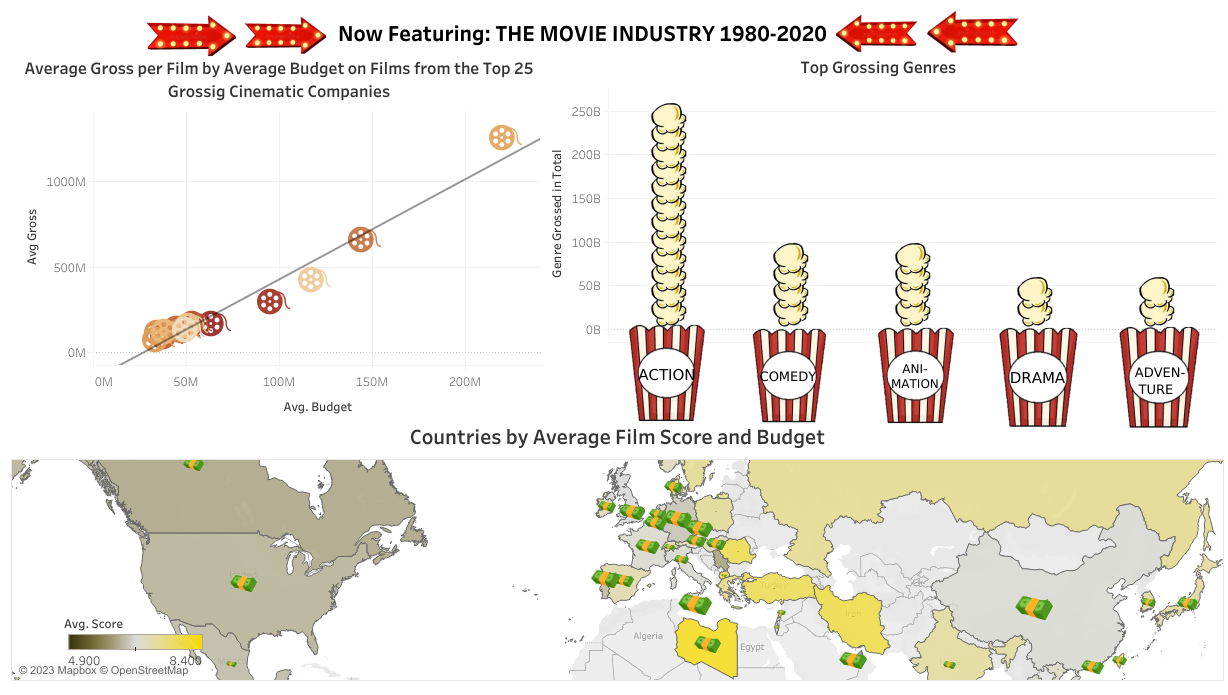 Now Featuring: THE MOVIE INDUSTRY 1980-2020
Average Gross per Film by Average Budget on Films from the Top 25
Grossig Cinematic Companies
1000M
500M
0M
Avg Gross
0M 50M 100M 150M 200M
Avg. Budget
Top Grossing Genres
250B
200B
150B
100B
50B
0B
Genre Grossed in Total
ACTION
COMEDY
ANI-
MATION
DRAMA
ADVEN-
TURE
Countries by Average Film Score and Budget
Algeria
Egypt
Iran
Avg. Score
4.900 8.400
© 2023 Mapbox © OpenStreetMap